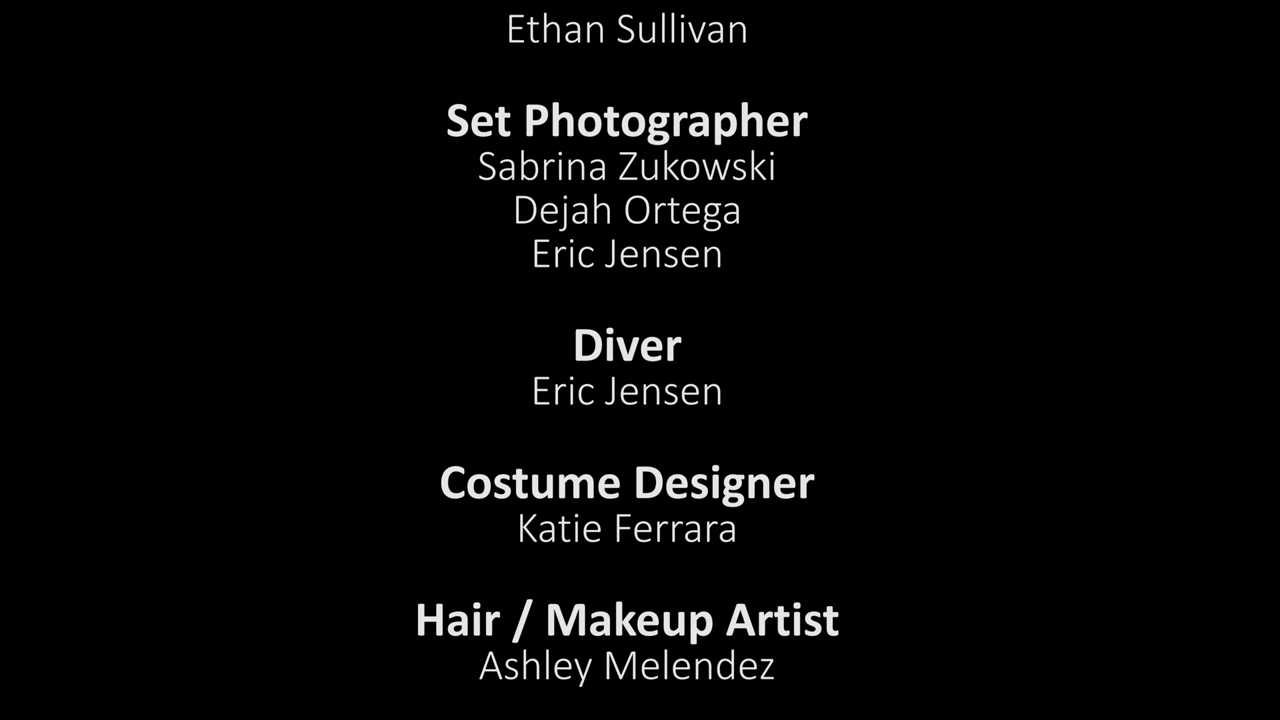 Ethan Sullivan
Set Photographer
Sabrina Zukowski
Dejah Ortega
Eric Jensen
Diver
Eric Jensen
Costume Designer
Katie Ferrara
Hair / Makeup Artist
Ashley Melendez